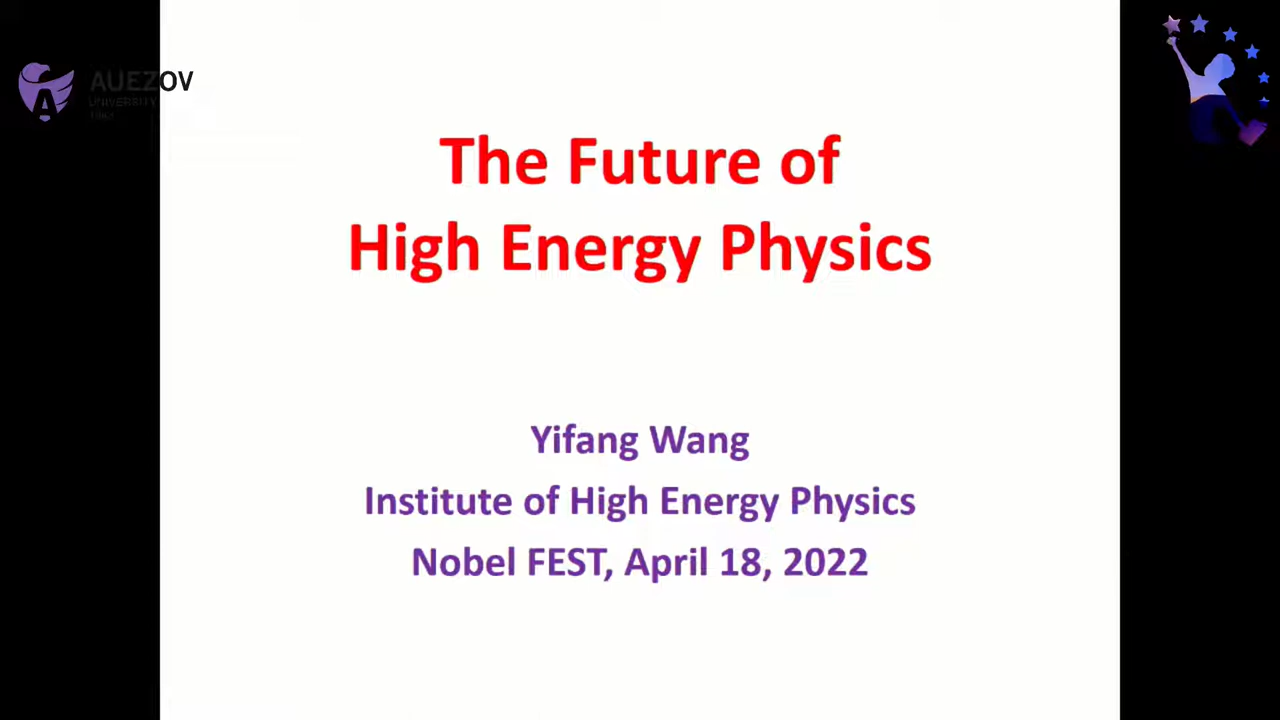 AUEZOV
UNIVERSITY
The Future of
High Energy Physics
Yifang Wang
Institute of High Energy Physics
Nobel FEST, April 18, 2022